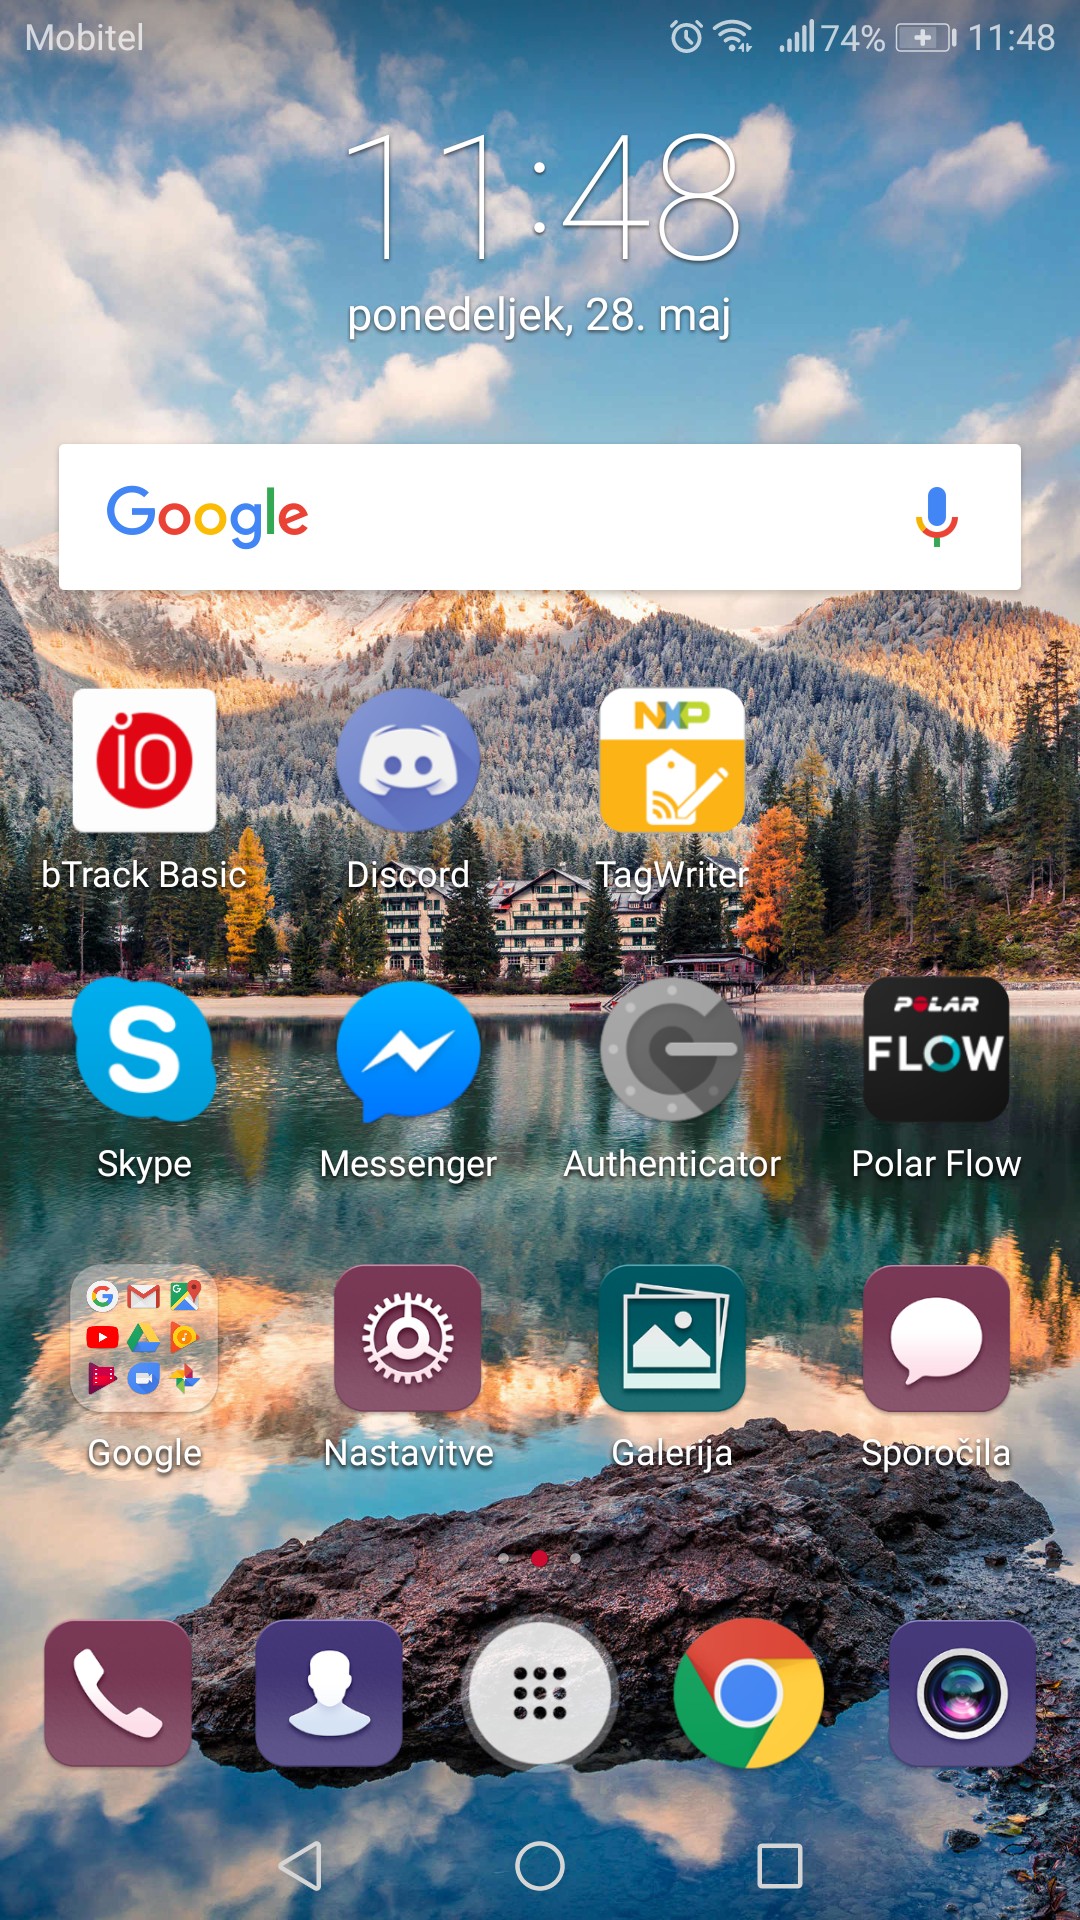 Mobitel 74% 11:48
11:48
ponedeljek, 28. maj
Google
iO NXP
bTrack Basic Discord TagWriter
S POLAR FLOW
Skype Messenger Authenticator Polar Flow
Google Nastavitve Galerija Sporočila